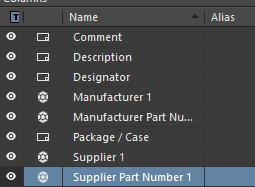 Columns
Name Alias
Comment
Description
Designator
Manufacturer 1
Manufacturer Part Nu...
Package / Case
Supplier 1
Supplier Part Number 1